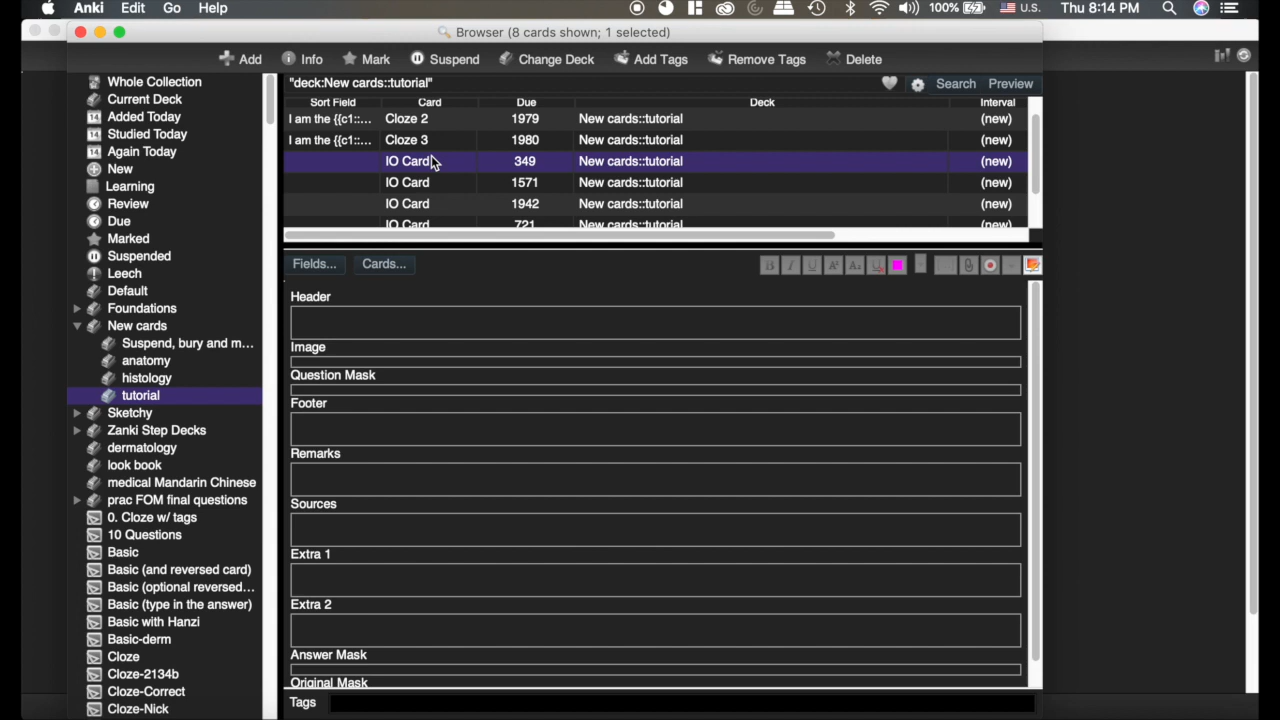 Anki Edit Go Help 100% U.S. Thu 8:14 PM
Browser (8 cards shown; 1 selected)
Add Info Mark Suspend Change Deck Add Tags Remove Tags Delete
"deck:New cards::tutorial" Search Preview
Sort Field Card Due Deck Interval
I am the {{c1::... Cloze 2 1979 New cards::tutorial (new)
I am the {{c1::... Cloze 3 1980 New cards::tutorial (new)
IO Card 349 New cards::tutorial (new)
IO Card 1571 New cards::tutorial (new)
IO Card 1942 New cards::tutorial (new)
IO Card 721 New cards::tutorial (new)
Whole Collection
Current Deck
Added Today
Studied Today
Again Today
New
Learning
Review
Due
Marked
Suspended
Leech
Default
Foundations
New cards
Suspend, bury and m...
anatomy
histology
tutorial
Sketchy
Zanki Step Decks
dermatology
look book
medical Mandarin Chinese
prac FOM final questions
0. Cloze w/ tags
10 Questions
Basic
Basic (and reversed card)
Basic (optional reversed...
Basic (type in the answer)
Basic with Hanzi
Basic-derm
Cloze
Cloze-2134b
Cloze-Correct
Cloze-Nick
Fields... Cards...
Header
Image
Question Mask
Footer
Remarks
Sources
Extra 1
Extra 2
Answer Mask
Original Mask
Tags